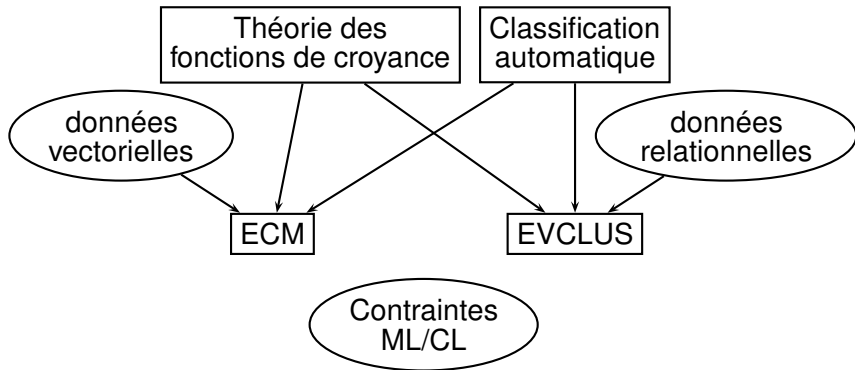 Théorie des
fonctions de croyance
Classification
automatique
données
vectorielles
données
relationnelles
ECM
EVCLUS
Contraintes
ML/CL